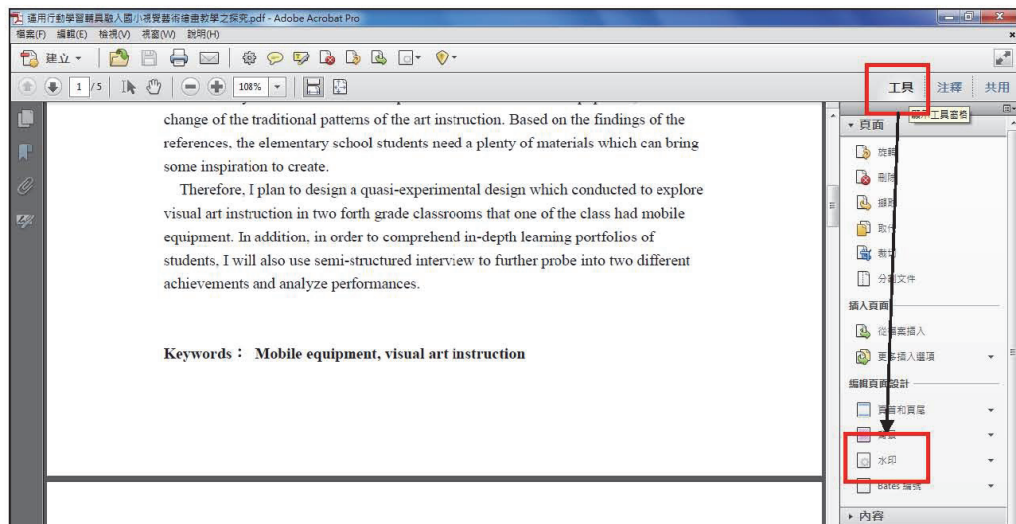 運用行動學習輔具融入國小視覺藝術繪畫教學之探究.pdf - Adobe Acrobat Pro
檔案(F) 編輯(E) 檢視(V) 視窗(W) 說明(H)
建立
1 /5 108% 工具 注釋 共用
change of the traditional patterns of the art instruction. Based on the findings of the
references, the elementary school students need a plenty of materials which can bring
some inspiration to create.
Therefore, I plan to design a quasi-experimental design which conducted to explore
visual art instruction in two forth grade classrooms that one of the class had mobile
equipment. In addition, in order to comprehend in-depth learning portfolios of
students, I will also use semi-structured interview to further probe into two different
achievements and analyze performances.
Keywords： Mobile equipment, visual art instruction
顯示工具窗格
頁面
旋轉
刪除
擷取
取代
裁切
分割文件
插入頁面
從檔案插入
更多插入選項
編輯頁面設計
頁首和頁尾
背景
水印
Bates 編號
內容